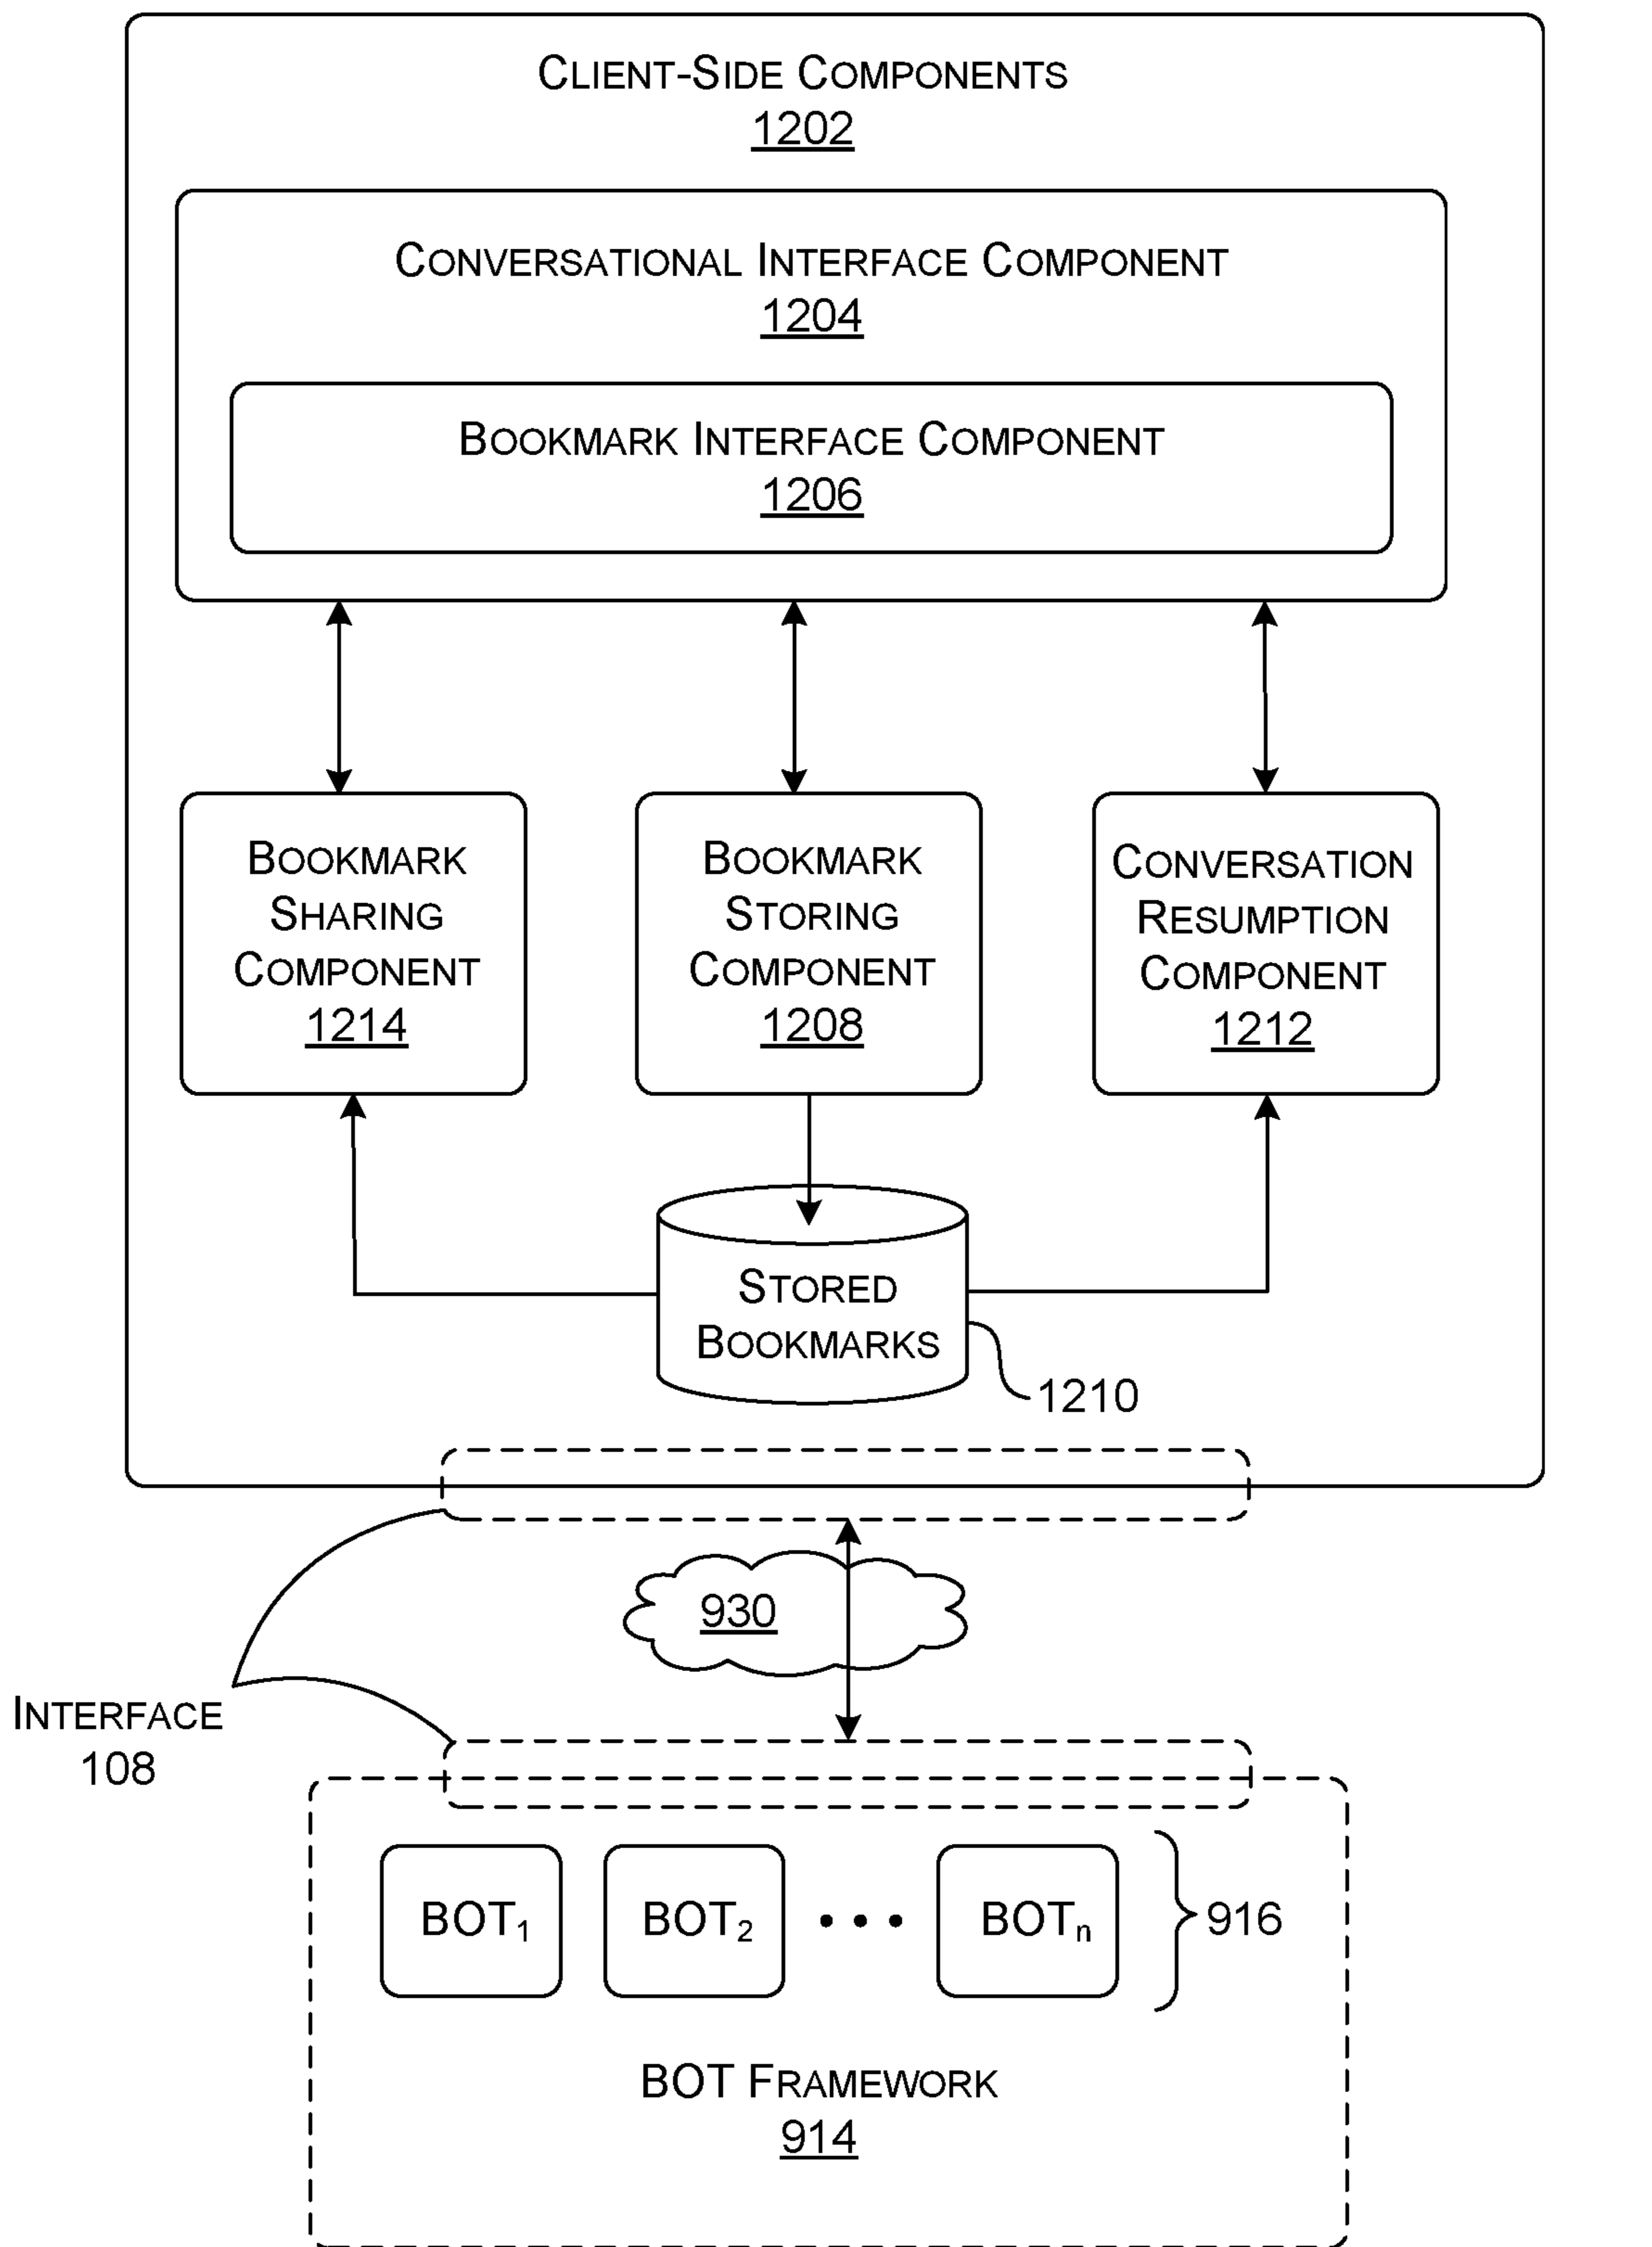 CLIENT-SIDE COMPONENTS
1202
CONVERSATIONAL INTERFACE COMPONENT
1204
BOOKMARK INTERFACE COMPONENT
1206
BOOKMARK
SHARING
COMPONENT
1214
BOOKMARK
STORING
COMPONENT
1208
CONVERSATION
RESUMPTION
COMPONENT
1212
STORED
BOOKMARKS
1210
930
INTERFACE
108
BOT1
BOT2
• • •
BOTn
916
BOT FRAMEWORK
914